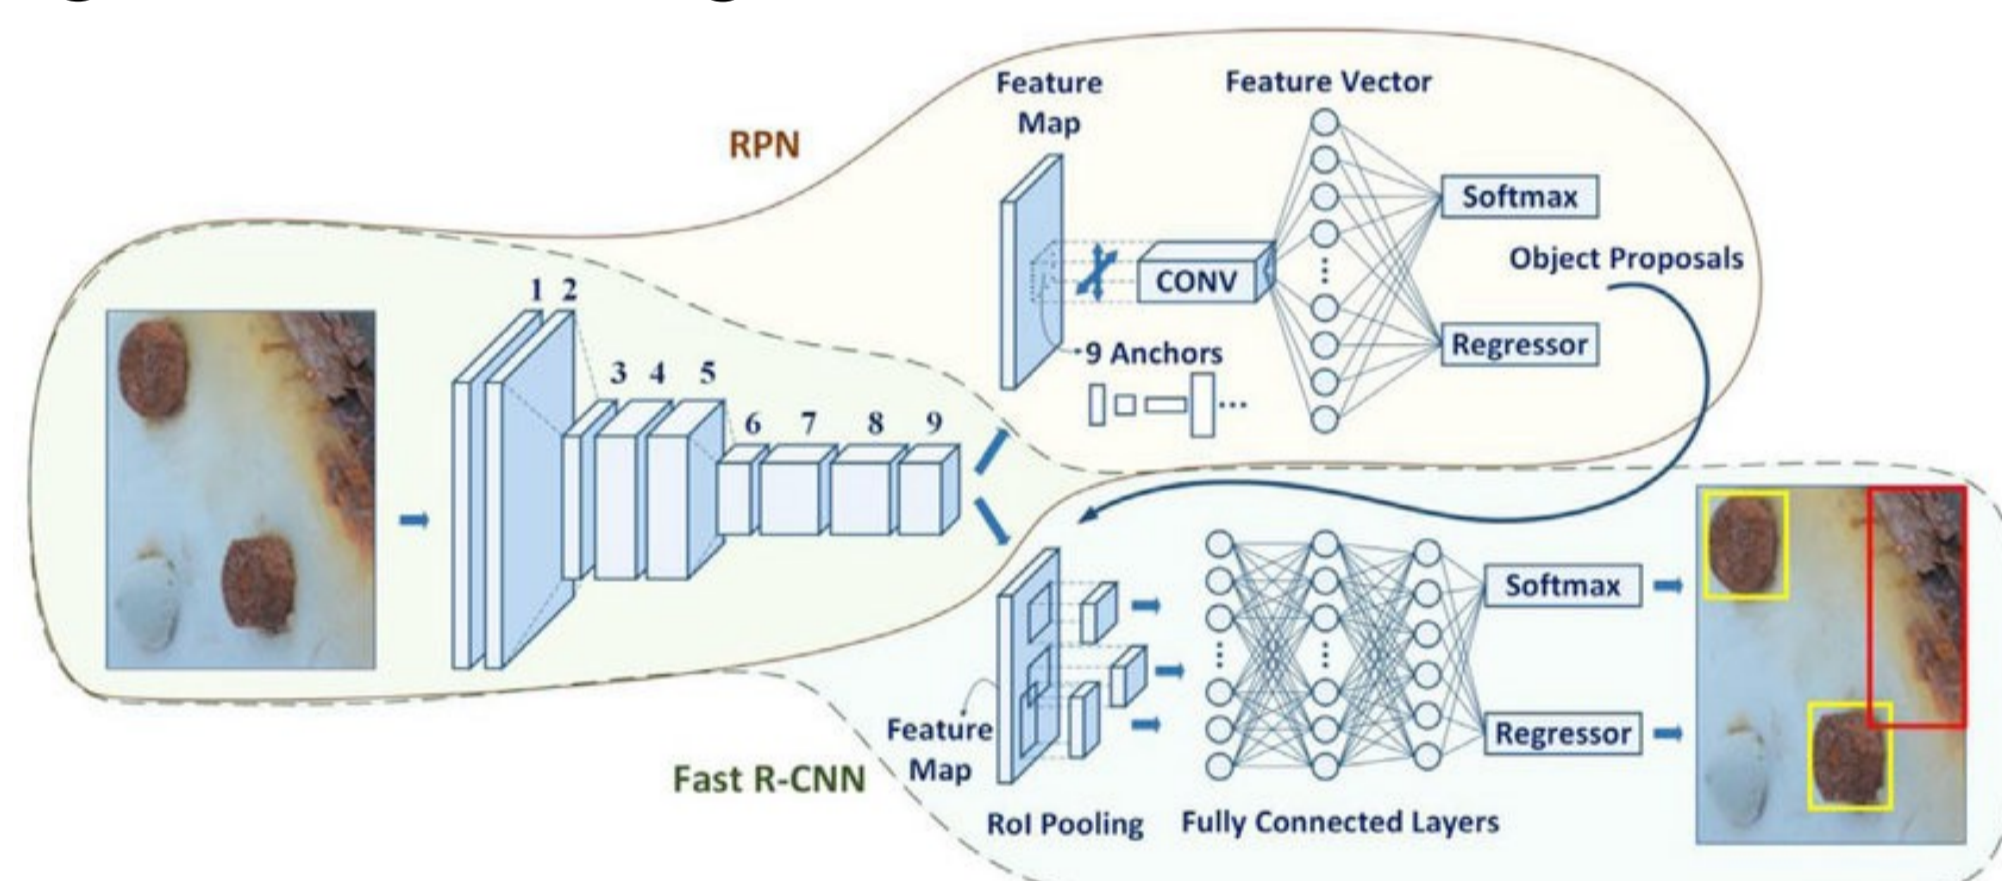 Feature
Map
Feature Vector
RPN
Softmax
Object Proposals
CONV
1 2
3 4 5
9 Anchors
Regressor
6 7 8 9
Softmax
Feature
Map
Regressor
Fast R-CNN
RoI Pooling
Fully Connected Layers